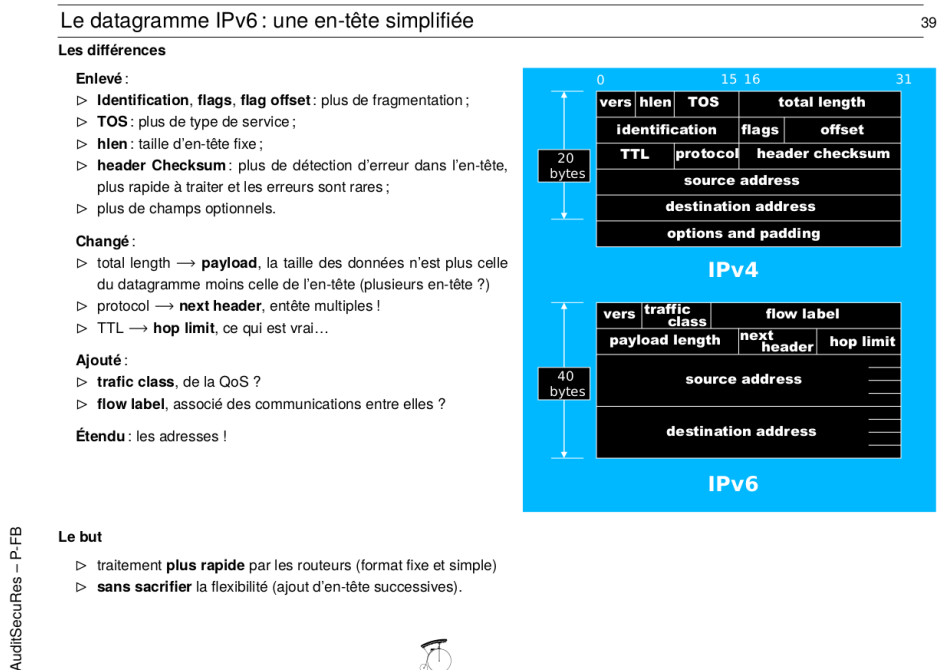 Le datagramme IPv6 : une en-tête simplifiée
39
Les différences
Enlevé :
▷ Identification, flags, flag offset : plus de fragmentation ;
▷ TOS : plus de type de service ;
▷ hlen : taille d'en-tête fixe ;
▷ header Checksum : plus de détection d'erreur dans l'en-tête,
plus rapide à traiter et les erreurs sont rares ;
▷ plus de champs optionnels.
Changé :
▷ total length ⟶ payload, la taille des données n'est plus celle
du datagramme moins celle de l'en-tête (plusieurs en-tête ?)
▷ protocol ⟶ next header, entête multiples !
▷ TTL ⟶ hop limit, ce qui est vrai…
Ajouté :
▷ trafic class, de la QoS ?
▷ flow label, associé des communications entre elles ?
Étendu : les adresses !
0 15 16 31
vers hlen TOS total length
identification flags offset
TTL protocol header checksum
source address
destination address
options and padding
20
bytes
IPv4
vers traffic
class flow label
payload length next
header hop limit
source address
destination address
40
bytes
IPv6
Le but
▷ traitement plus rapide par les routeurs (format fixe et simple)
▷ sans sacrifier la flexibilité (ajout d'en-tête successives).
AuditSecuRes – P-FB